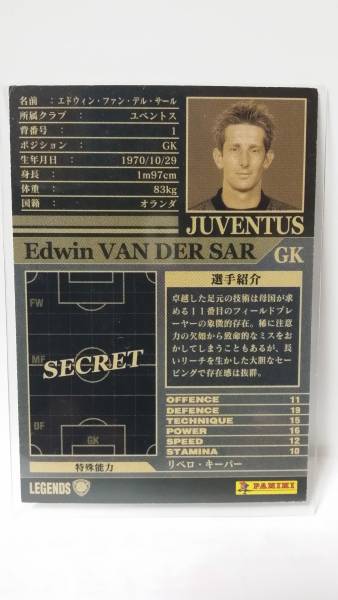 名前 : エドウィン・ファン・デル・サール
所属クラブ : ユベントス
背番号 : 1
ポジション : GK
生年月日 : 1970/10/29
身長 : 1m97cm
体重 : 83kg
国籍 : オランダ
JUVENTUS
Edwin VAN DER SAR
GK
選手紹介
卓越した足元の技術は母国が求
める11番目のフィールドプレ
ーヤーの象徴的存在。稀に注意
力の欠如から致命的なミスをお
かしてしまうこともあるが、長
いリーチを生かした大胆なセー
ビングで存在感は抜群。
FW
MF
SECRET
DF
GK
OFFENCE 11
DEFENCE 19
TECHNIQUE 15
POWER 16
SPEED 12
STAMINA 10
特殊能力
リベロ・キーパー
LEGENDS
PANINI